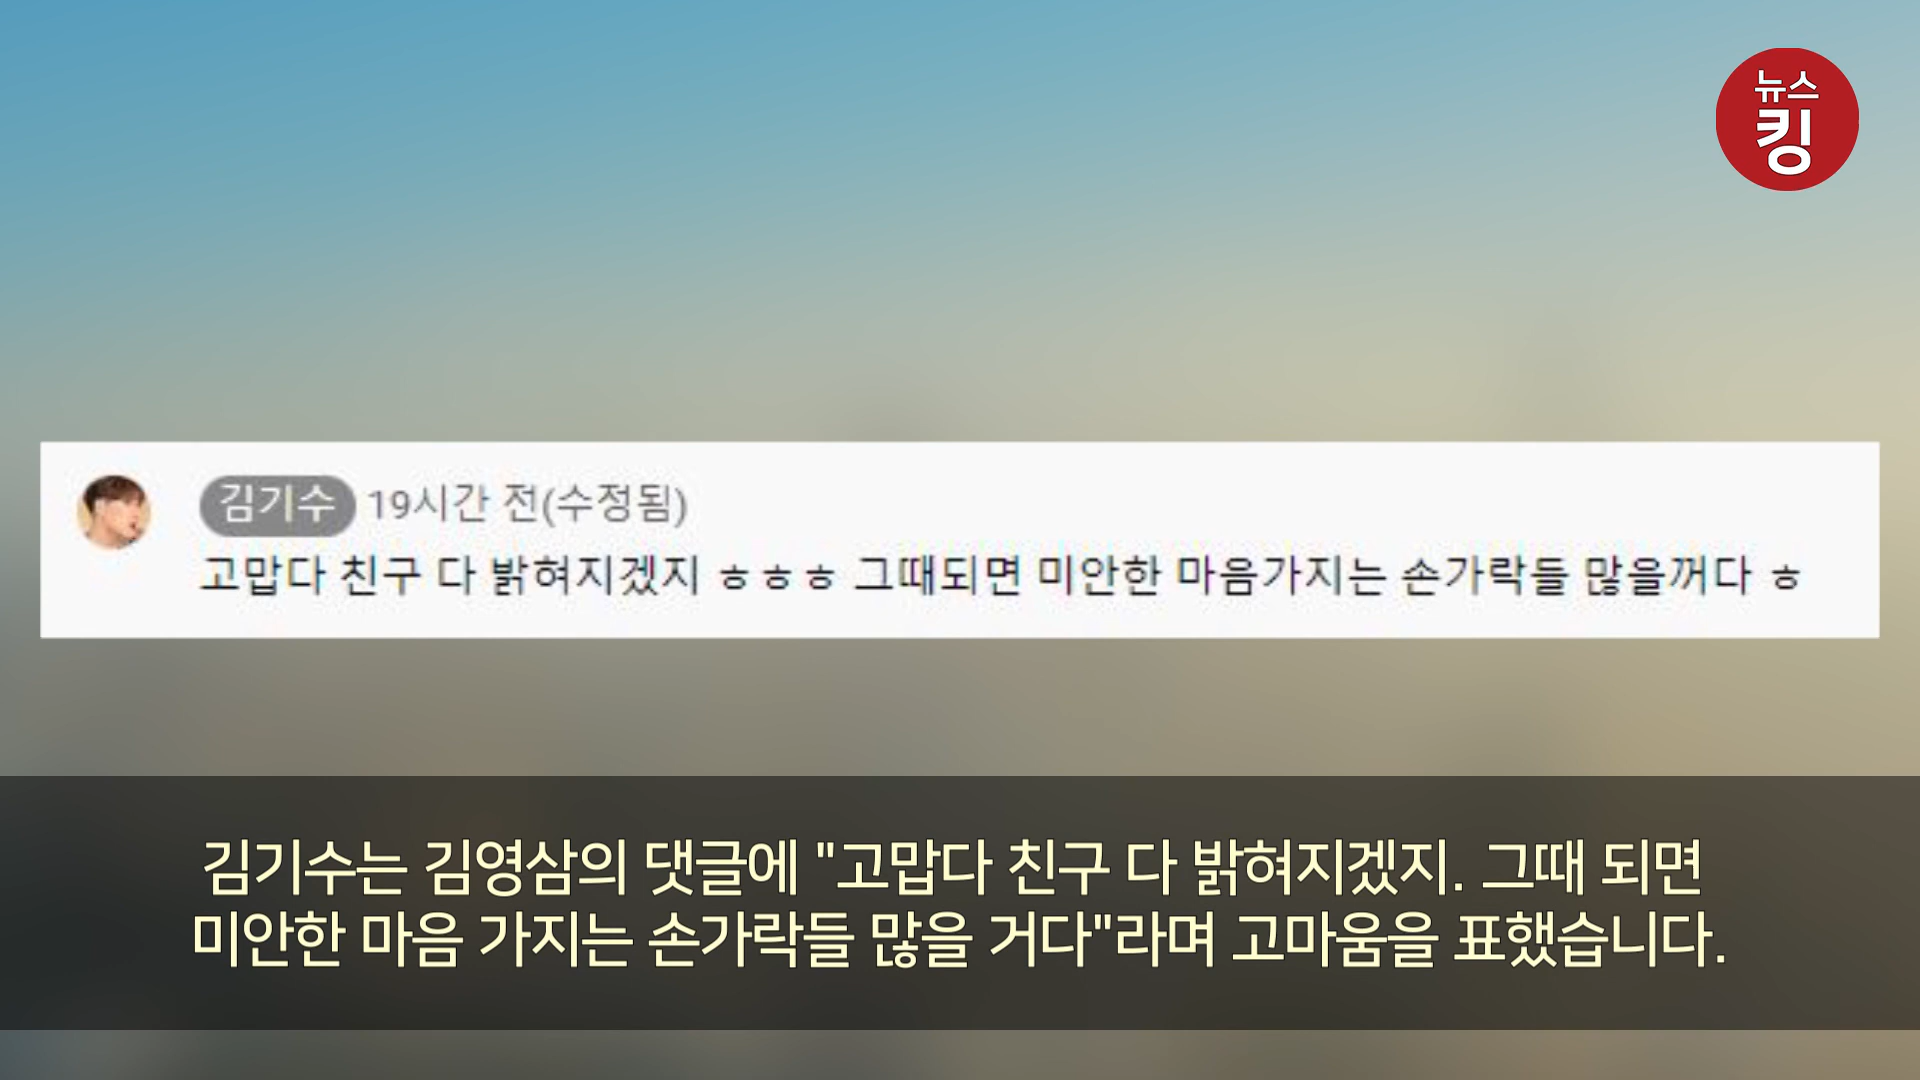 뉴스
킹
김기수 19시간 전(수정됨)
고맙다 친구 다 밝혀지겠지 ㅎㅎㅎ 그때되면 미안한 마음가지는 손가락들 많을꺼다 ㅎ
김기수는 김영삼의 댓글에 "고맙다 친구 다 밝혀지겠지. 그때 되면
미안한 마음 가지는 손가락들 많을 거다"라며 고마움을 표했습니다.